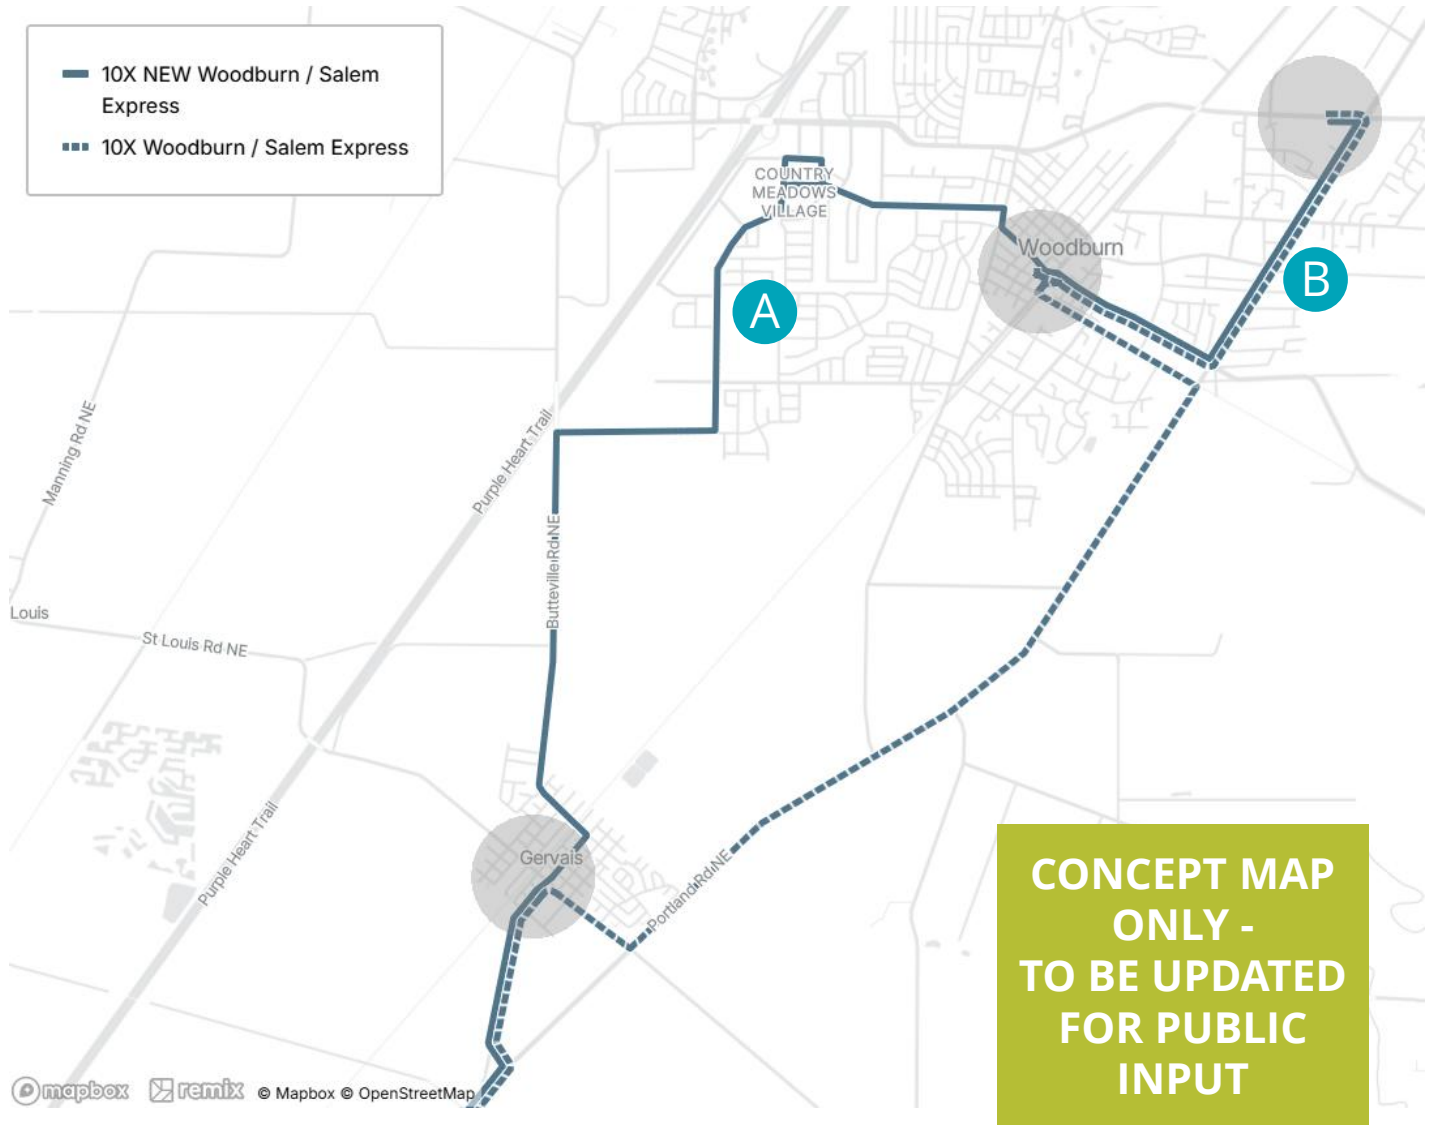 10X NEW Woodburn / Salem
Express
10X Woodburn / Salem Express
COUNTRY
MEADOWS
VILLAGE
Woodburn
A
B
Manning Rd NE
Purple Heart Trail
Butteville Rd NE
Louis
St Louis Rd NE
Purple Heart Trail
Gervais
Portland Rd NE
CONCEPT MAP
ONLY -
TO BE UPDATED
FOR PUBLIC
INPUT
mapbox remix © Mapbox © OpenStreetMap